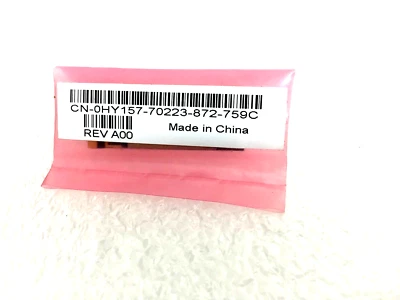 CN-0HY157-70223-872-759C
REV A00
Made in China